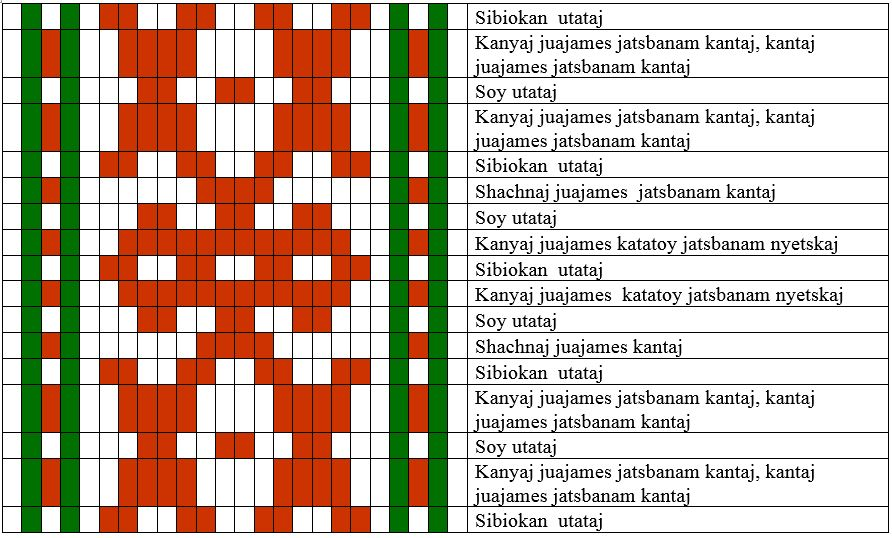 Sibiokan utataj
Kanyaj juajames jatsbanam kantaj, kantaj
juajames jatsbanam kantaj
Soy utataj
Kanyaj juajames jatsbanam kantaj, kantaj
juajames jatsbanam kantaj
Sibiokan utataj
Shachnaj juajames jatsbanam kantaj
Soy utataj
Kanyaj juajames katatoy jatsbanam nyetskaj
Sibiokan utataj
Kanyaj juajames katatoy jatsbanam nyetskaj
Soy utataj
Shachnaj juajames kantaj
Sibiokan utataj
Kanyaj juajames jatsbanam kantaj, kantaj
juajames jatsbanam kantaj
Soy utataj
Kanyaj juajames jatsbanam kantaj, kantaj
juajames jatsbanam kantaj
Sibiokan utataj